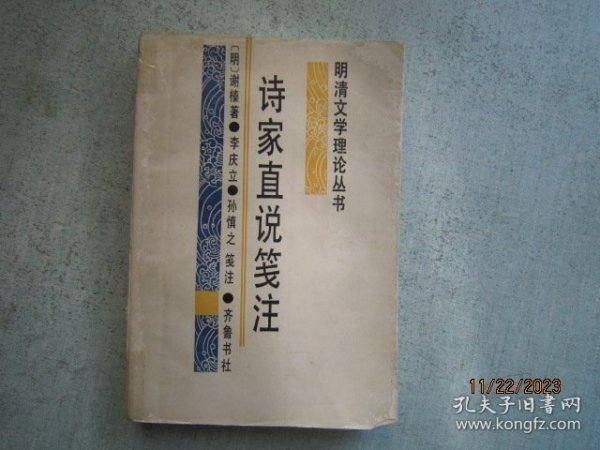 明清文学理论丛书
诗家直说笺注
〔明〕谢榛著●李庆立●孙慎之 笺注●齐鲁书社
11/22/2023
孔夫子旧書网
www.kongfz.com